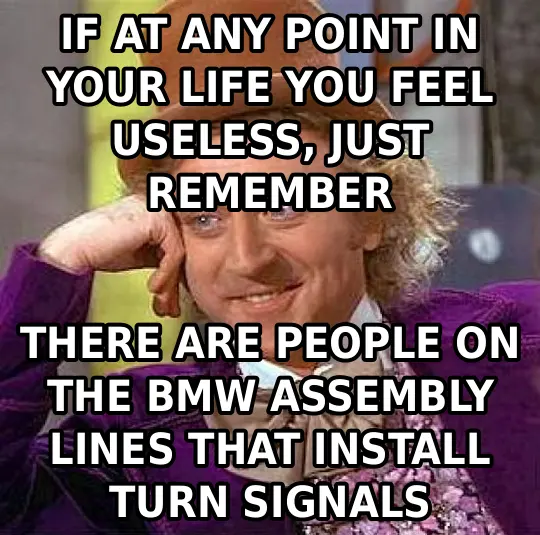 IF AT ANY POINT IN
YOUR LIFE YOU FEEL
USELESS, JUST
REMEMBER
THERE ARE PEOPLE ON
THE BMW ASSEMBLY
LINES THAT INSTALL
TURN SIGNALS